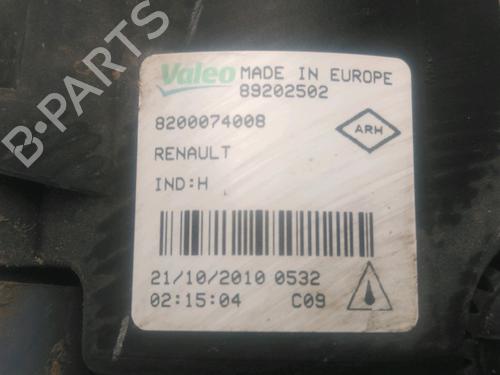 B-PARTS
Valeo MADE IN EUROPE
89202502
8200074008
ARH
RENAULT
IND:H
21/10/2010 0532
02:15:04 C09